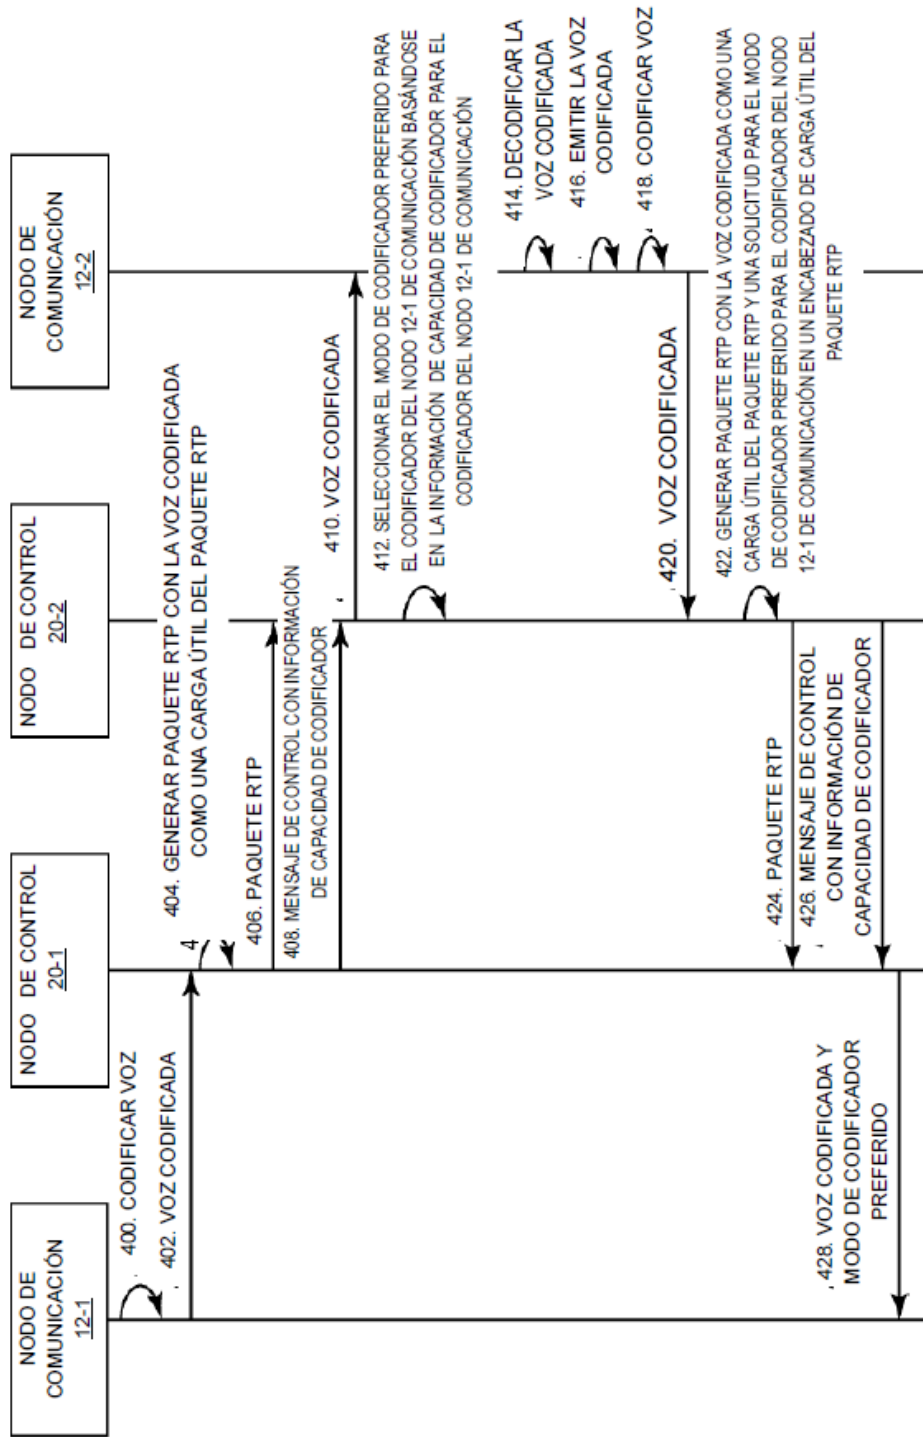 NODO DE
COMUNICACIÓN
12-1
NODO DE CONTROL
20-1
NODO DE CONTROL
20-2
NODO DE
COMUNICACIÓN
12-2
400. CODIFICAR VOZ
402. VOZ CODIFICADA
4
404. GENERAR PAQUETE RTP CON LA VOZ CODIFICADA
COMO UNA CARGA ÚTIL DEL PAQUETE RTP
406. PAQUETE RTP
408. MENSAJE DE CONTROL CON INFORMACIÓN
DE CAPACIDAD DE CODIFICADOR
410. VOZ CODIFICADA
412. SELECCIONAR EL MODO DE CODIFICADOR PREFERIDO PARA
EL CODIFICADOR DEL NODO 12-1 DE COMUNICACIÓN BASÁNDOSE
EN LA INFORMACIÓN DE CAPACIDAD DE CODIFICADOR PARA EL
CODIFICADOR DEL NODO 12-1 DE COMUNICACIÓN
414. DECODIFICAR LA
VOZ CODIFICADA
416. EMITIR LA VOZ
CODIFICADA
418. CODIFICAR VOZ
420. VOZ CODIFICADA
422. GENERAR PAQUETE RTP CON LA VOZ CODIFICADA COMO UNA
CARGA ÚTIL DEL PAQUETE RTP Y UNA SOLICITUD PARA EL MODO
DE CODIFICADOR PREFERIDO PARA EL CODIFICADOR DEL NODO
12-1 DE COMUNICACIÓN EN UN ENCABEZADO DE CARGA ÚTIL DEL
PAQUETE RTP
424. PAQUETE RTP
426. MENSAJE DE CONTROL
CON INFORMACIÓN DE
CAPACIDAD DE CODIFICADOR
428. VOZ CODIFICADA Y
MODO DE CODIFICADOR
PREFERIDO